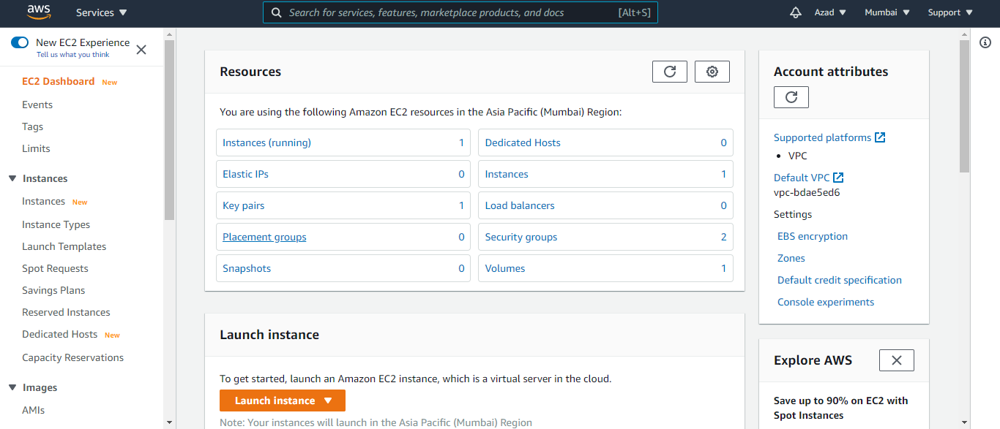 aws Services Search for services, features, marketplace products, and docs [Alt+S] Azad Mumbai Support
New EC2 Experience
Tell us what you think
EC2 Dashboard New
Events
Tags
Limits
Instances
Instances New
Instance Types
Launch Templates
Spot Requests
Savings Plans
Reserved Instances
Dedicated Hosts New
Capacity Reservations
Images
AMIs
Resources
You are using the following Amazon EC2 resources in the Asia Pacific (Mumbai) Region:
Instances (running) 1 Dedicated Hosts 0
Elastic IPs 0 Instances 1
Key pairs 1 Load balancers 0
Placement groups 0 Security groups 2
Snapshots 0 Volumes 1
Launch instance
To get started, launch an Amazon EC2 instance, which is a virtual server in the cloud.
Launch instance
Note: Your instances will launch in the Asia Pacific (Mumbai) Region
Account attributes
Supported platforms
• VPC
Default VPC
vpc-bdae5ed6
Settings
EBS encryption
Zones
Default credit specification
Console experiments
Explore AWS
Save up to 90% on EC2 with
Spot Instances